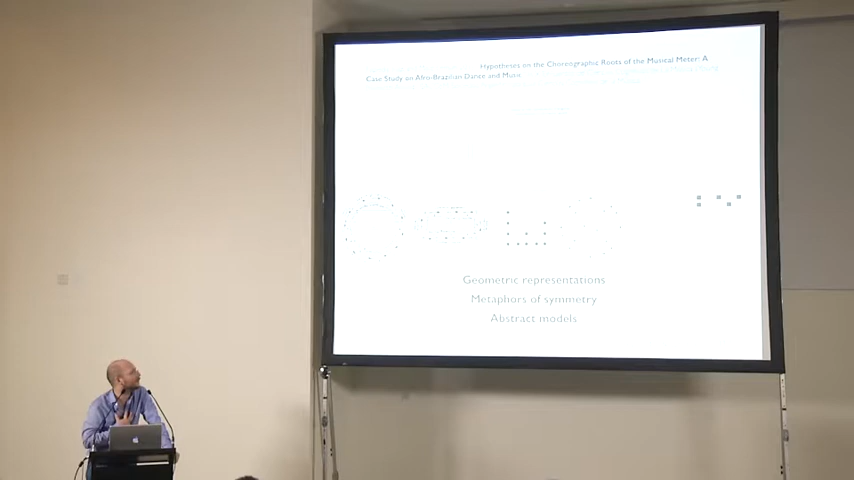 Hypotheses on the Choreographic Roots of the Musical Meter: A
Case Study on Afro-Brazilian Dance and Music
Geometric representations
Metaphors of symmetry
Abstract models